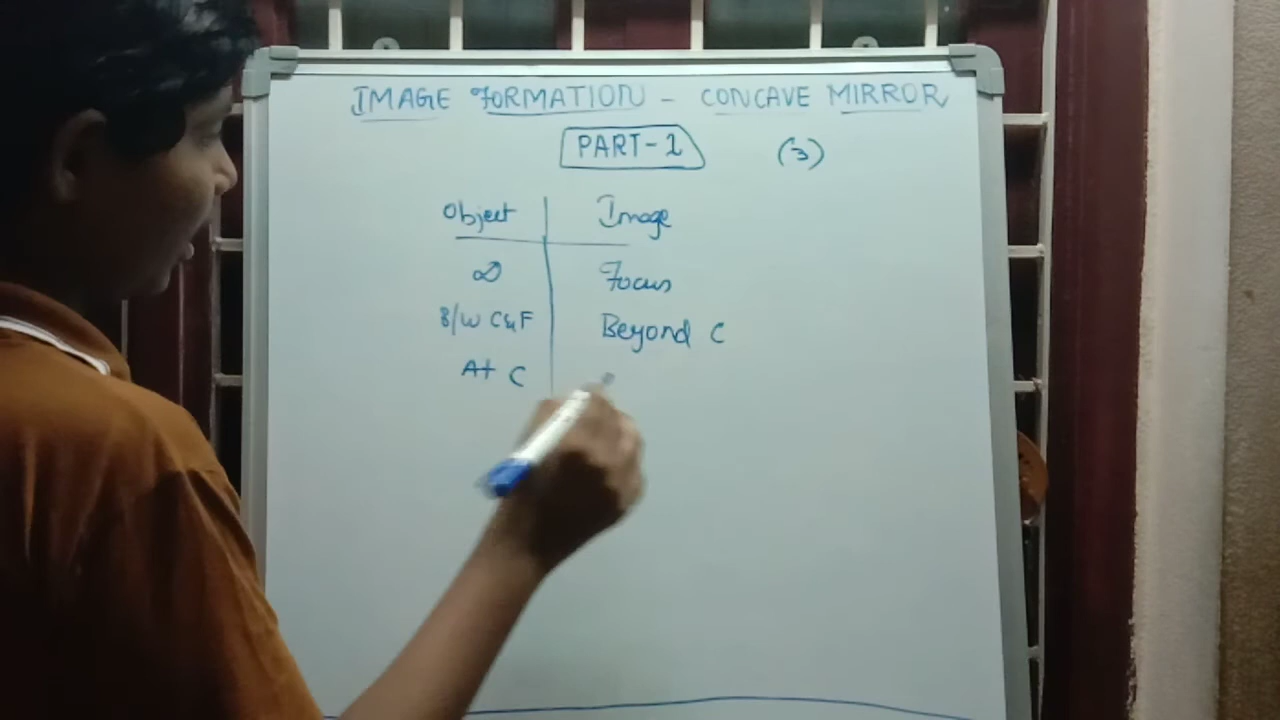 IMAGE FORMATION - CONCAVE MIRROR
PART-1 (3)
Object Image
∞ Focus
B/W C & F Beyond C
At C